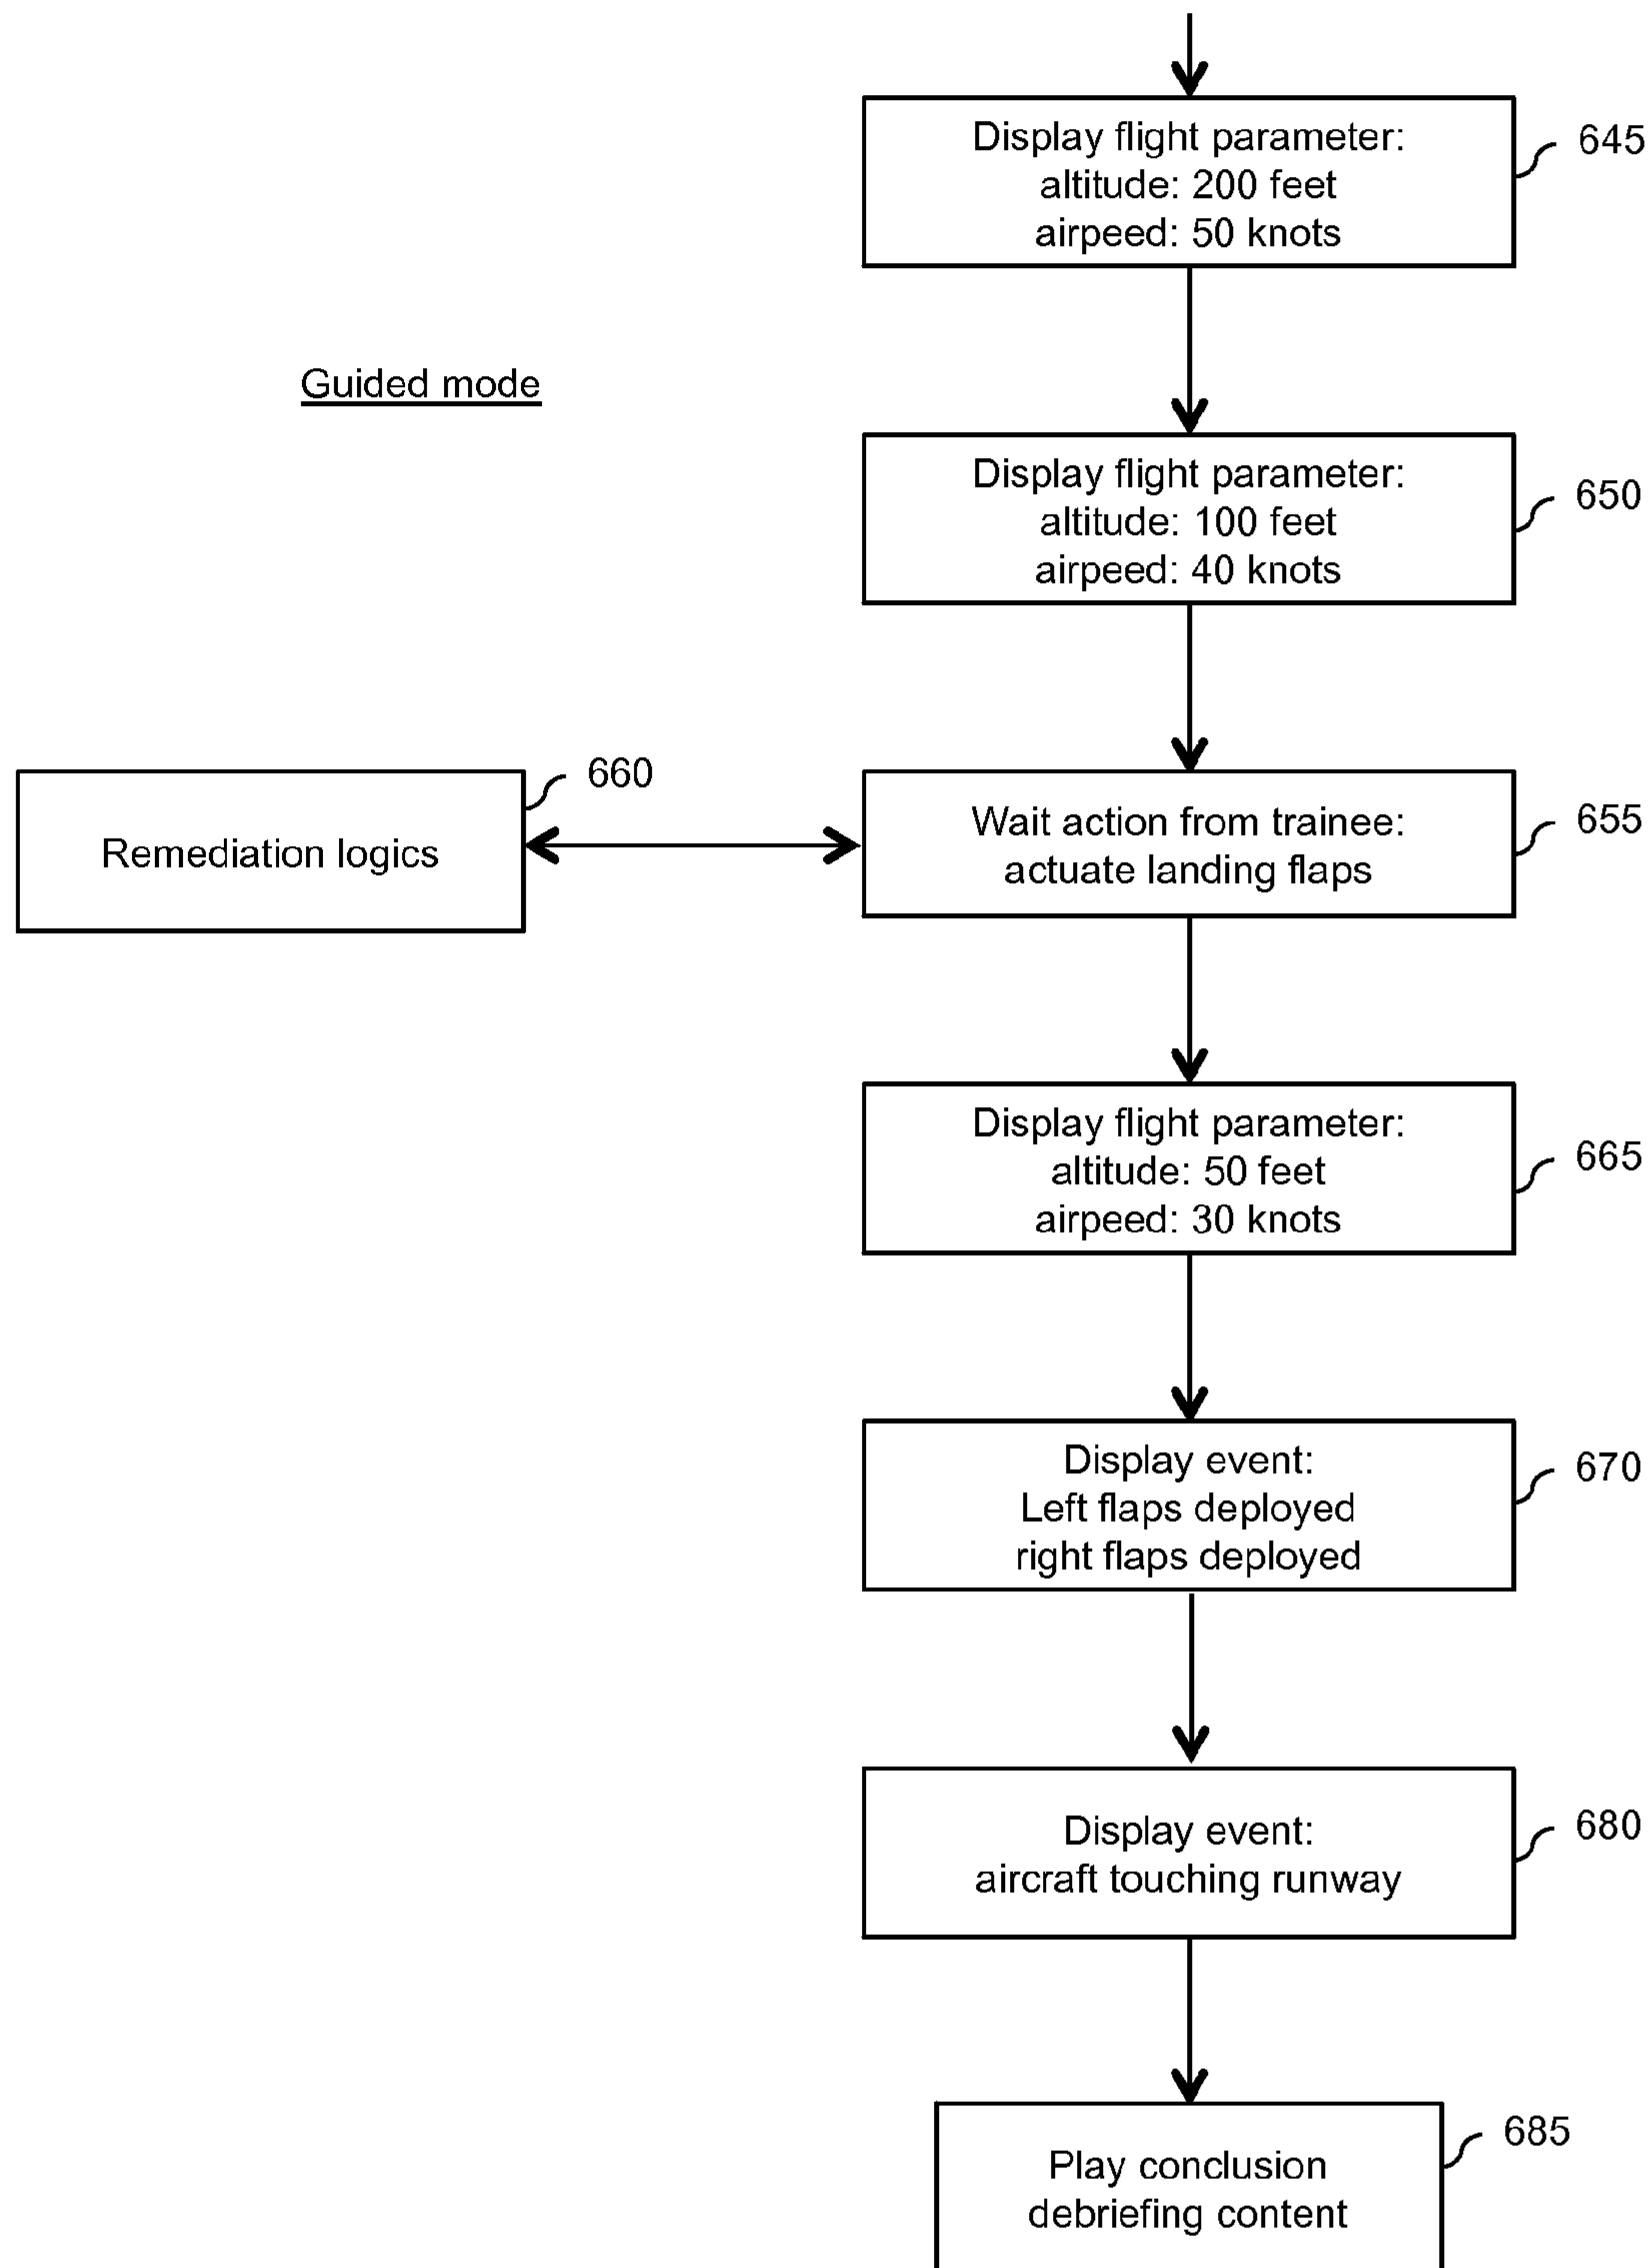 Display flight parameter:
altitude: 200 feet
airpeed: 50 knots
645
Guided mode
Display flight parameter:
altitude: 100 feet
airpeed: 40 knots
650
660
Remediation logics
Wait action from trainee:
actuate landing flaps
655
Display flight parameter:
altitude: 50 feet
airpeed: 30 knots
665
Display event:
Left flaps deployed
right flaps deployed
670
Display event:
aircraft touching runway
680
Play conclusion
debriefing content
685